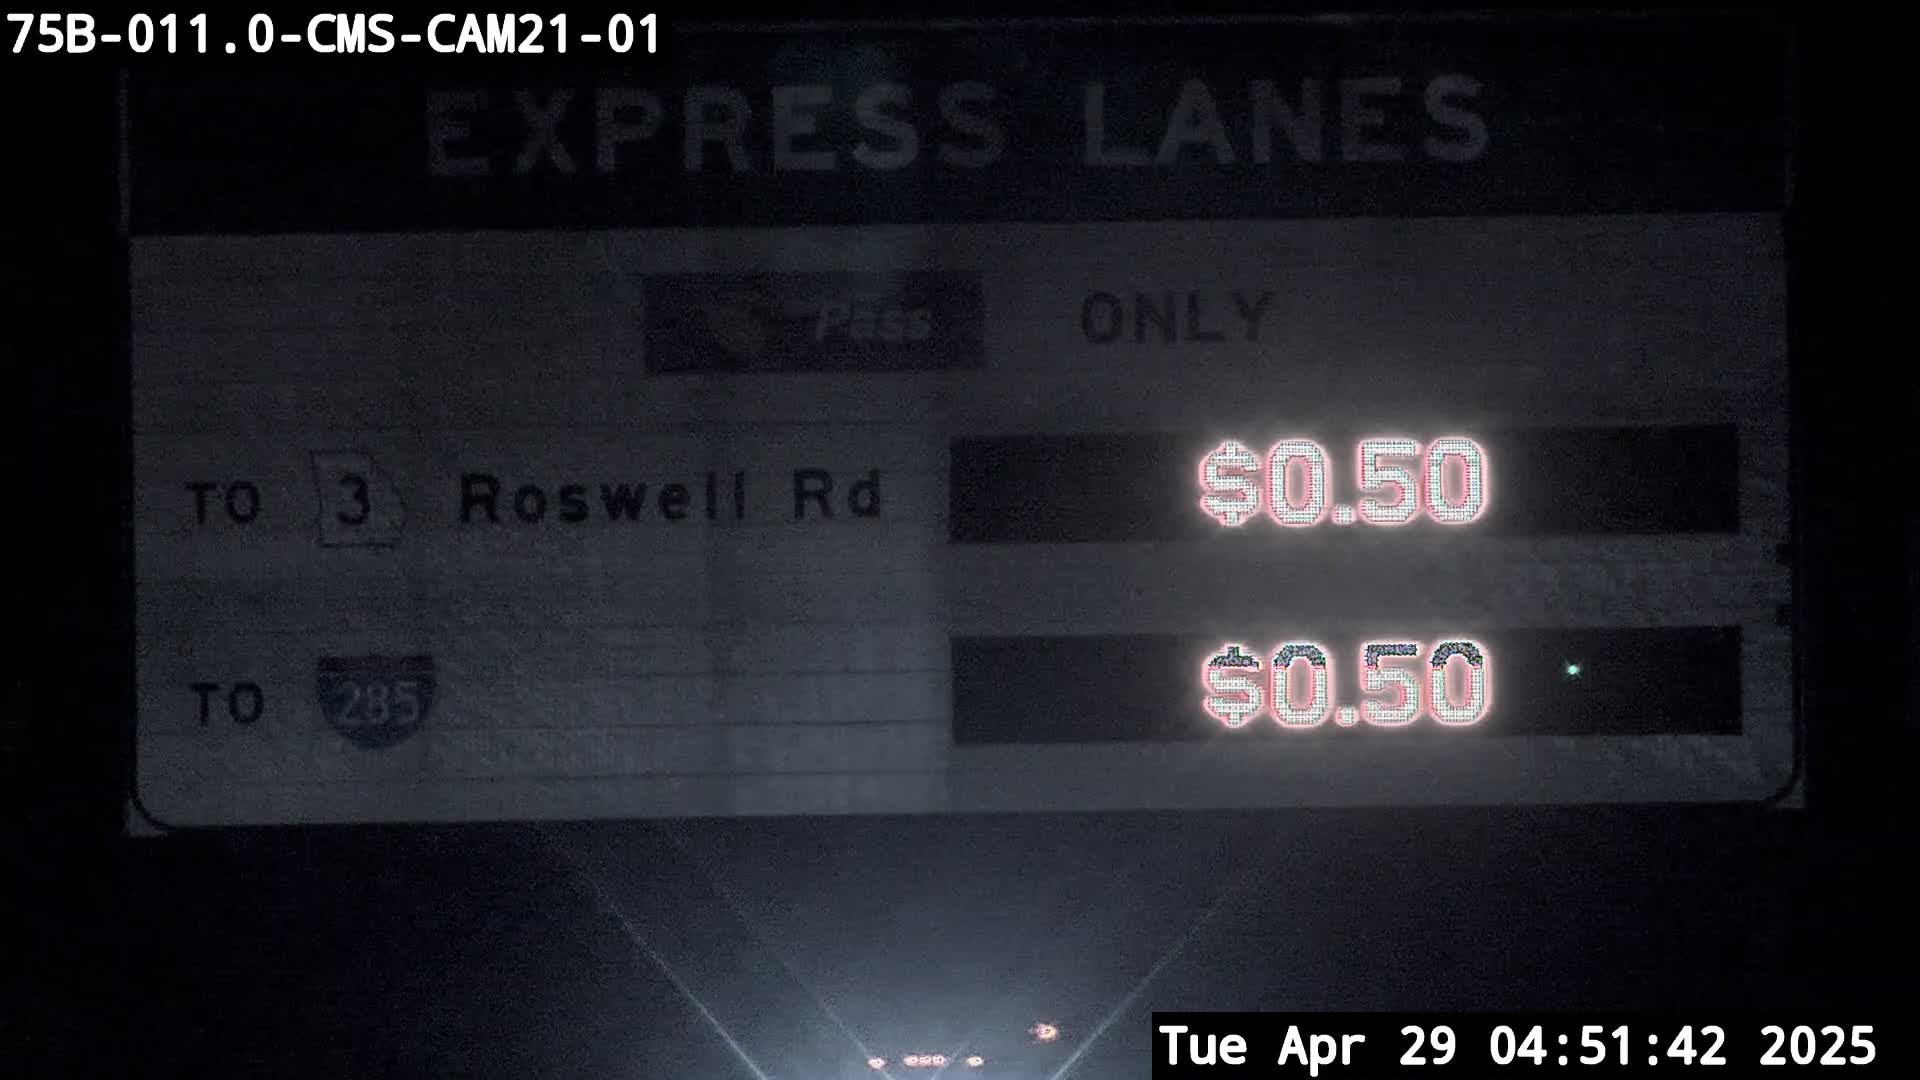 75B-011.0-CMS-CAM21-01
EXPRESS LANES
Pass ONLY
TO 3 Roswell Rd $0.50
TO 285 $0.50
Tue Apr 29 04:51:42 2025